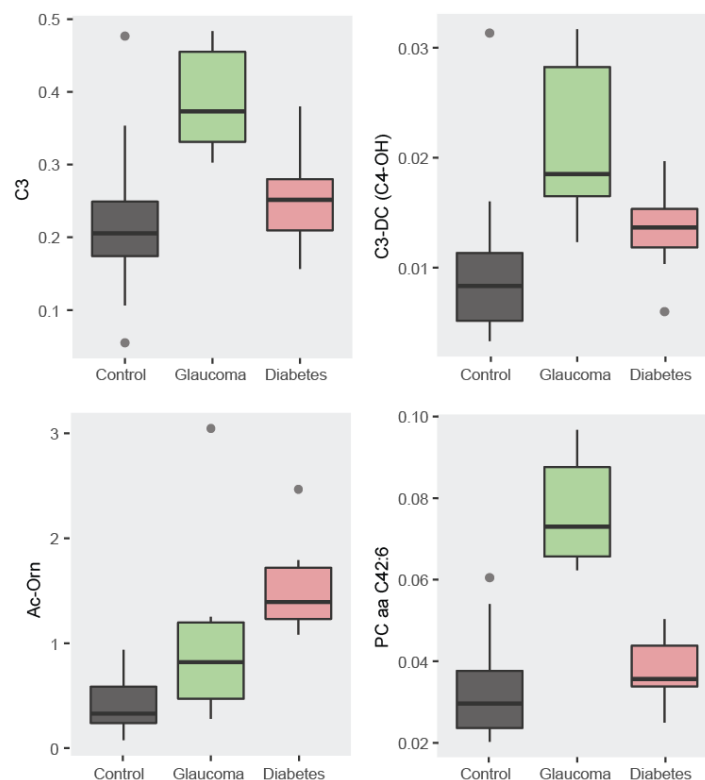 C3
0.5
0.4
0.3
0.2
0.1
Control Glaucoma Diabetes
C3-DC (C4-OH)
0.03
0.02
0.01
Control Glaucoma Diabetes
Ac-Orn
3
2
1
0
Control Glaucoma Diabetes
PC aa C42:6
0.10
0.08
0.06
0.04
0.02
Control Glaucoma Diabetes